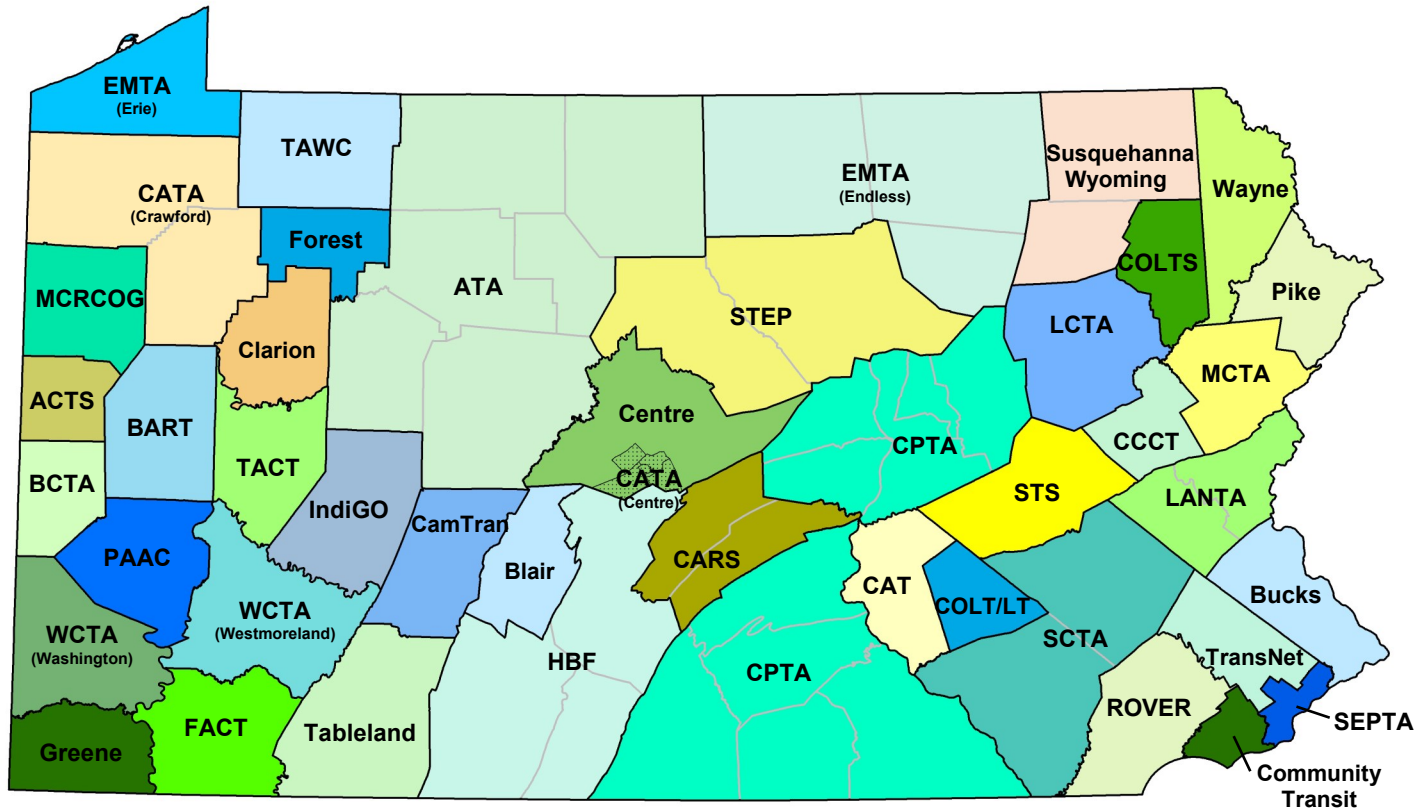 EMTA
(Erie)
TAWC
CATA
(Crawford)
EMTA
(Endless)
Susquehanna
Wyoming
Wayne
Forest
COLTS
MCRCOG
ATA
Pike
STEP
LCTA
Clarion
MCTA
ACTS
BART
Centre
CCCT
CPTA
TACT
BCTA
CATA
(Centre)
STS
LANTA
IndiGO
CamTran
PAAC
CARS
Blair
CAT
Bucks
COLT/LT
WCTA
(Westmoreland)
WCTA
(Washington)
SCTA
HBF
TransNet
CPTA
ROVER
FACT
Tableland
SEPTA
Greene
Community
Transit